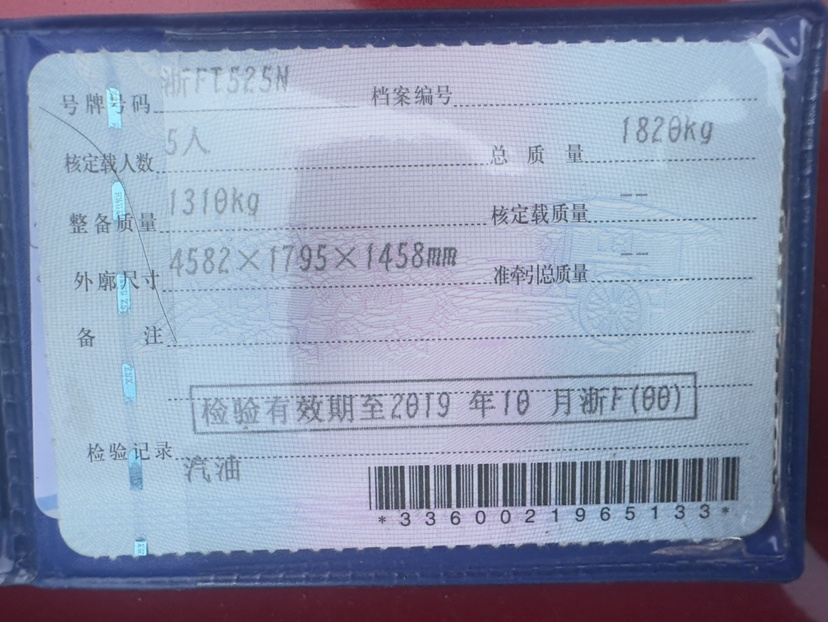 号牌号码 浙FT525N 档案编号
核定载人数 5人 总质量 1820kg
整备质量 1310kg 核定载质量 --
外廓尺寸 4582×1795×1458mm 准牵引总质量 --
备注
检验有效期至2019年10月浙F(00)
检验记录
汽油
*3360021965133*